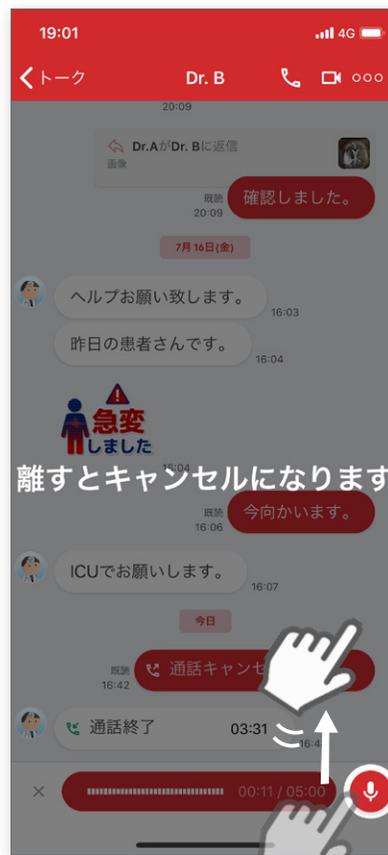 19:01
4G
トーク
Dr. B
20:09
Dr.AがDr. Bに返信
画像
既読
20:09
確認しました。
7月16日(金)
ヘルプお願い致します。
16:03
昨日の患者さんです。
16:04
急変
しました
16:04
離すとキャンセルになります
既読
16:06
今向かいます。
ICUでお願いします。
16:07
今日
既読
16:42
通話キャンセ
通話終了
03:31
00:11 / 05:00